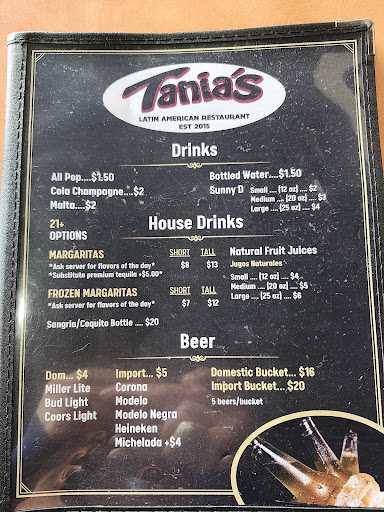 Tania's
LATIN AMERICAN RESTAURANT
EST 2015
Drinks
All Pop....$1.50
Cola Champagne....$2
Malta....$2
Bottled Water....$1.50
Sunny D Small .... (12 oz) .... $2
Medium .... (20 oz) .... $3
Large .... (25 oz) .... $4
21+
OPTIONS
House Drinks
MARGARITAS SHORT TALL
*Ask server for flavors of the day* $8 $13
*Substitute premium tequila +$5.00*
FROZEN MARGARITAS SHORT TALL
*Ask server for flavors of the day* $7 $12
Sangria/Coquito Bottle .... $20
Natural Fruit Juices
Jugos Naturales
Small .... (12 oz) .... $4
Medium .... (20 oz) .... $5
Large .... (25 oz) .... $6
Beer
Dom... $4
Miller Lite
Bud Light
Coors Light
Import... $5
Corona
Modelo
Modelo Negra
Heineken
Michelada +$4
Domestic Bucket... $16
Import Bucket... $20
5 beers/bucket